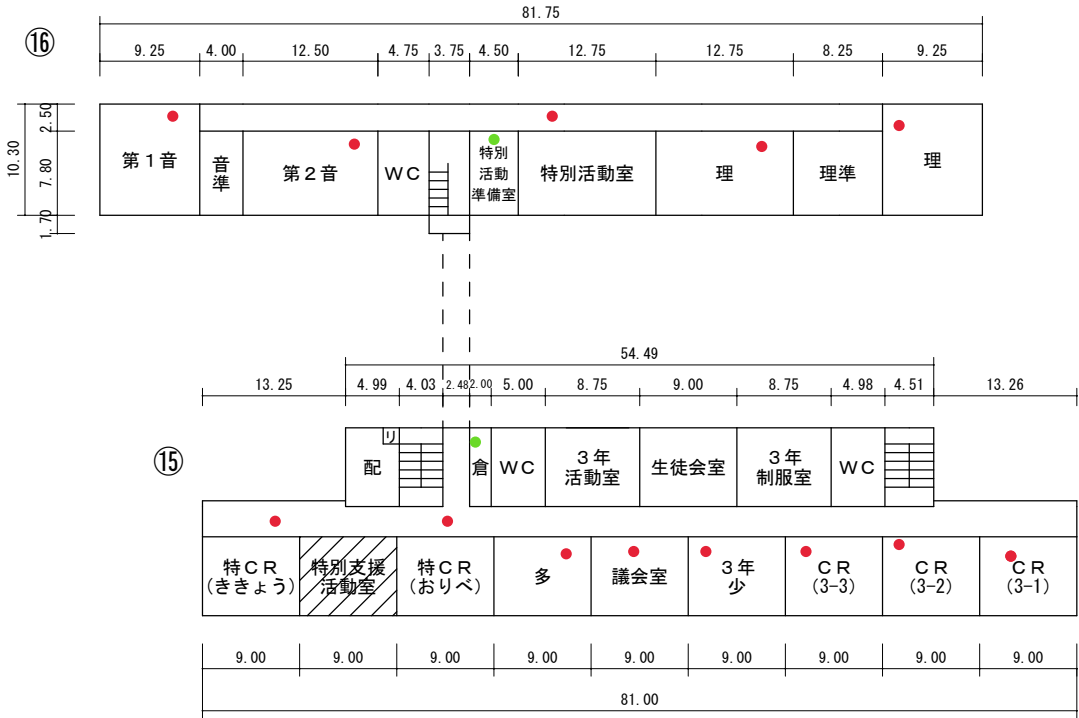 81.75
⑯
9.25 4.00 12.50 4.75 3.75 4.50 12.75 12.75 8.25 9.25
2.50
10.30
7.80
1.70
第1音
音準
第2音
WC
特別
活動
準備室
特別活動室
理
理準
理
54.49
13.25 4.99 4.03 2.48 2.00 5.00 8.75 9.00 8.75 4.98 4.51 13.26
⑮
リ
配
倉
WC
3年
活動室
生徒会室
3年
制服室
WC
特CR
(ききょう)
特別支援
活動室
特CR
(おりべ)
多
議会室
3年
少
CR
(3-3)
CR
(3-2)
CR
(3-1)
9.00 9.00 9.00 9.00 9.00 9.00 9.00 9.00 9.00
81.00